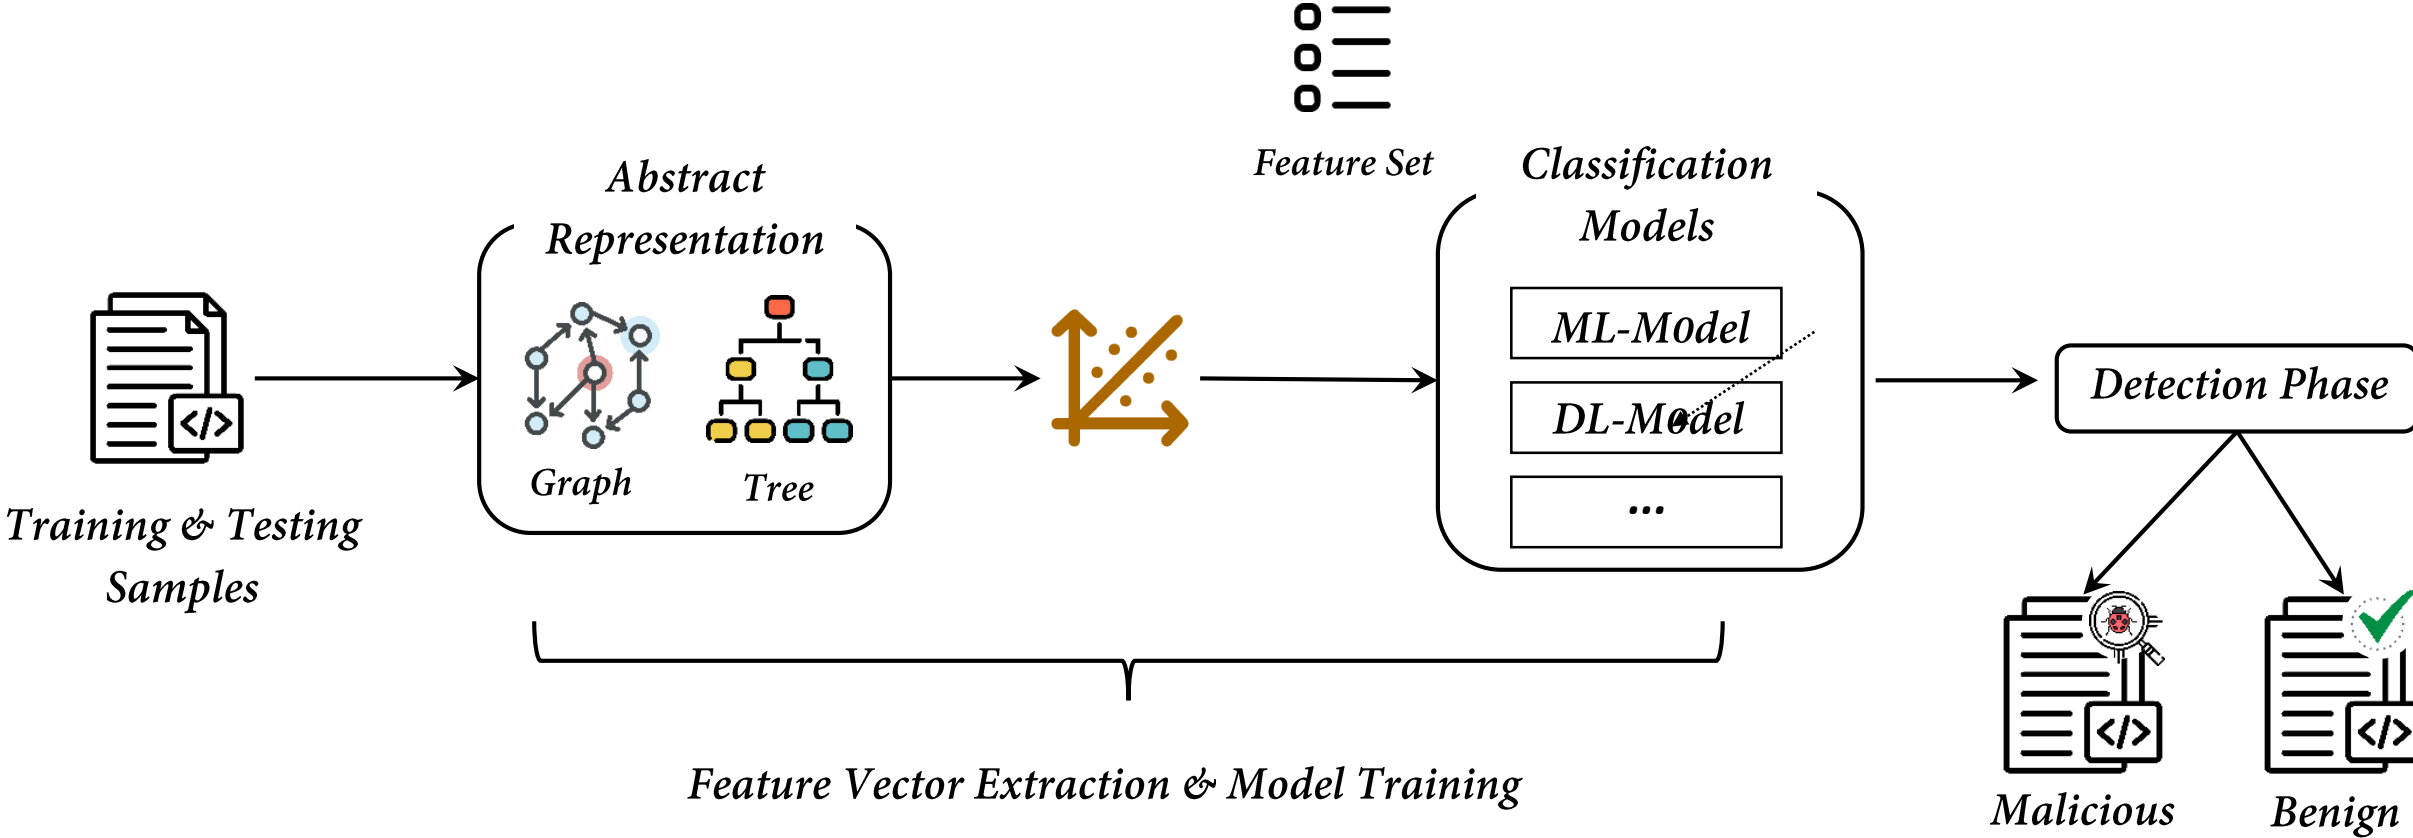 Feature Set
Abstract
Representation
Graph
Tree
Classification
Models
ML-Model
DL-Model
...
Detection Phase
Training & Testing
Samples
</>
Feature Vector Extraction & Model Training
</>
</>
Malicious
Benign